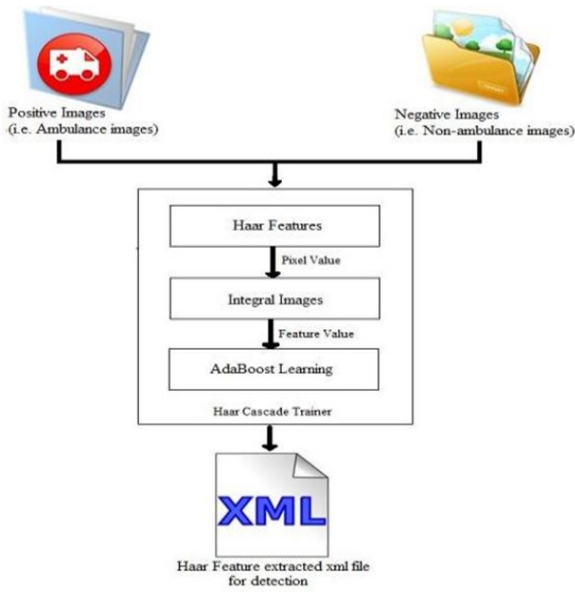 Positive Images
(i.e. Ambulance images)
Negative Images
(i.e. Non-ambulance images)
Haar Features
Pixel Value
Integral Images
Feature Value
AdaBoost Learning
Haar Cascade Trainer
XML
Haar Feature extracted xml file
for detection